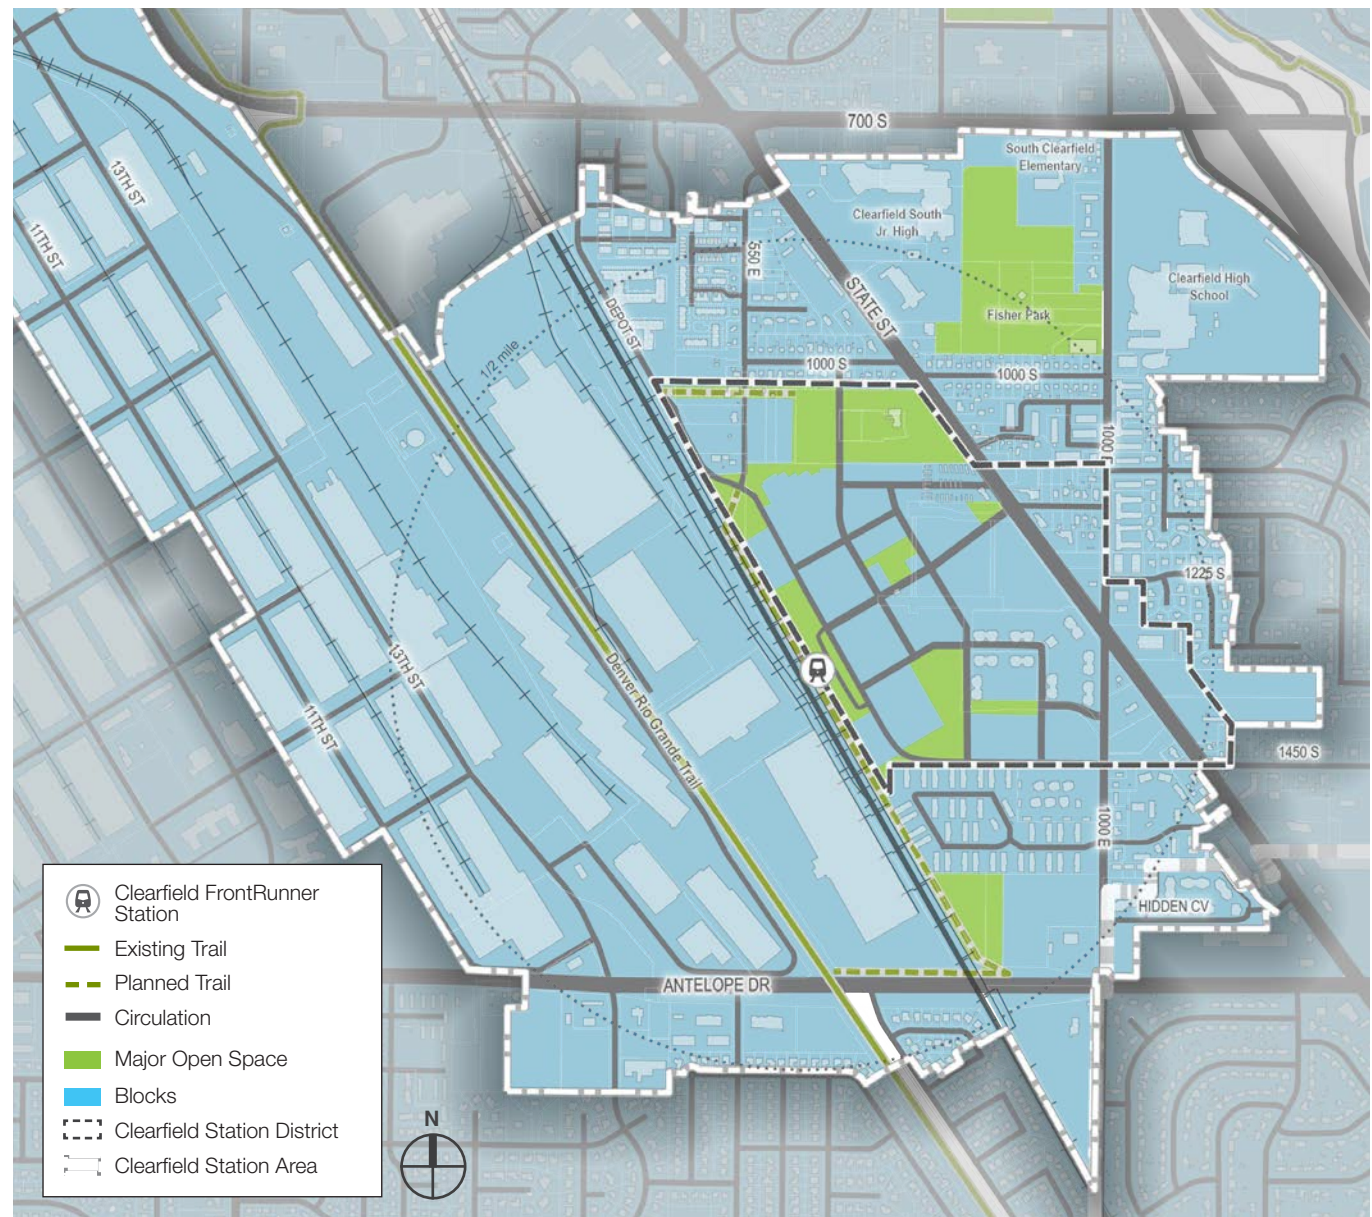 700 S
South Clearfield
Elementary
13TH ST
Clearfield South
Jr. High
11TH ST
550 E
Clearfield High
School
STATE ST
DEPOT ST
Fisher Park
1/2 mile
1000 S
1000 S
1000 E
1225 S
13TH ST
Denver Rio Grande Trail
11TH ST
1450 S
1000 E
HIDDEN CV
ANTELOPE DR
Clearfield FrontRunner
Station
Existing Trail
Planned Trail
Circulation
Major Open Space
Blocks
Clearfield Station District
Clearfield Station Area
N